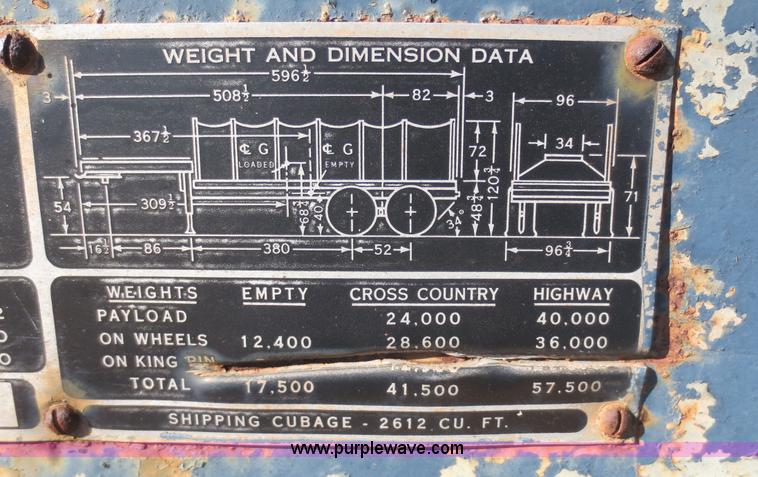 WEIGHT AND DIMENSION DATA
596½
3 508½ 82 3 96
367½ ℄ G ℄ G 34
LOADED EMPTY 72
120¾ 71
54 309½ 68¾ 40 34° 48¾
16½ 86 380 52 96¾
WEIGHTS EMPTY CROSS COUNTRY HIGHWAY
PAYLOAD 24,000 40,000
ON WHEELS 12,400 28,600 36,000
ON KING PIN
TOTAL 17,500 41,500 57,500
SHIPPING CUBAGE - 2612 CU. FT.
www.purplewave.com